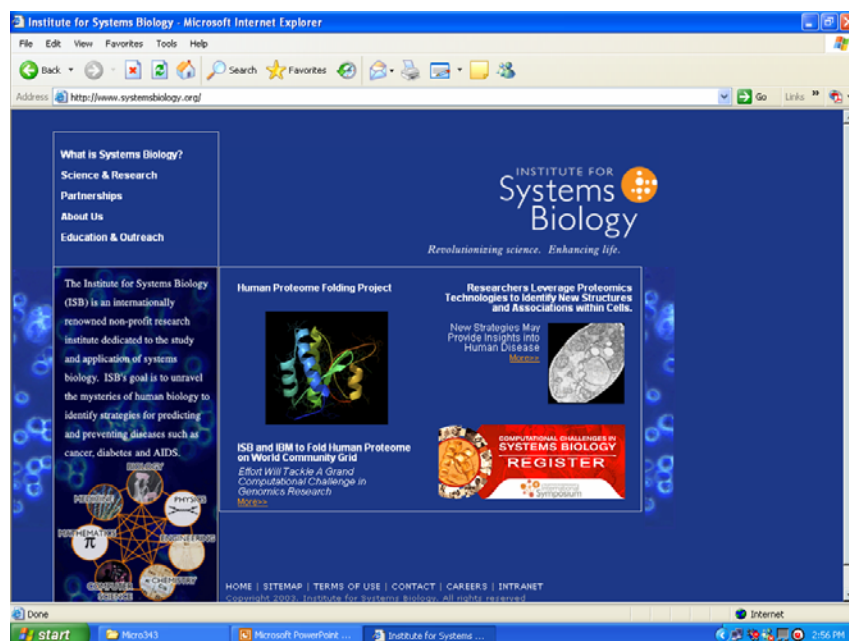 Institute for Systems Biology - Microsoft Internet Explorer
File Edit View Favorites Tools Help
Back Search Favorites
Address http://www.systemsbiology.org/ Go Links »
What is Systems Biology?
Science & Research
Partnerships
About Us
Education & Outreach
INSTITUTE FOR
Systems
Biology
Revolutionizing science. Enhancing life.
The Institute for Systems Biology
(ISB) is an internationally
renowned non-profit research
institute dedicated to the study
and application of systems
biology. ISB's goal is to unravel
the mysteries of human biology to
identify strategies for predicting
and preventing diseases such as
cancer, diabetes and AIDS.
BIOLOGY
MEDICINE
PHYSICS
MATHEMATICS
π
ENGINEERING
COMPUTER
SCIENCE
CHEMISTRY
Human Proteome Folding Project
ISB and IBM to Fold Human Proteome
on World Community Grid
Effort Will Tackle A Grand
Computational Challenge in
Genomics Research
More>>
Researchers Leverage Proteomics
Technologies to Identify New Structures
and Associations within Cells.
New Strategies May
Provide Insights into
Human Disease
More>>
COMPUTATIONAL CHALLENGES IN
SYSTEMS BIOLOGY
REGISTER
International
Symposium
HOME | SITEMAP | TERMS OF USE | CONTACT | CAREERS | INTRANET
Copyright 2003. Institute for Systems Biology. All rights reserved
Done Internet
start Micro343 Microsoft PowerPoint ... Institute for Systems ... 2:56 PM